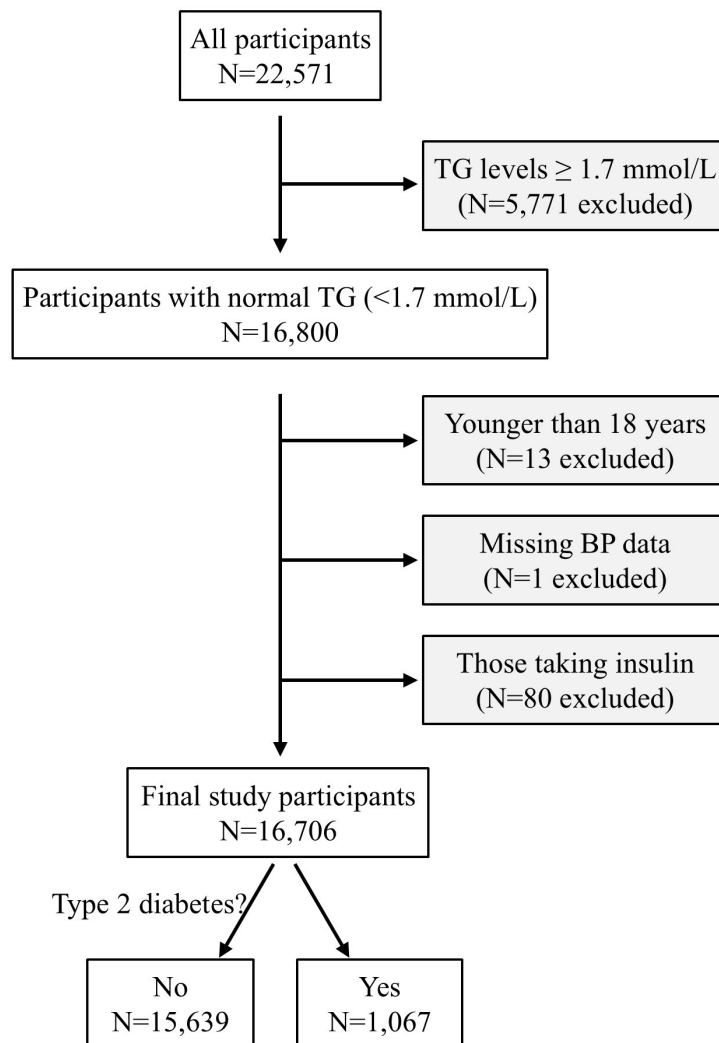 All participants
N=22,571
TG levels ≥ 1.7 mmol/L
(N=5,771 excluded)
Participants with normal TG (<1.7 mmol/L)
N=16,800
Younger than 18 years
(N=13 excluded)
Missing BP data
(N=1 excluded)
Those taking insulin
(N=80 excluded)
Final study participants
N=16,706
Type 2 diabetes?
No
N=15,639
Yes
N=1,067